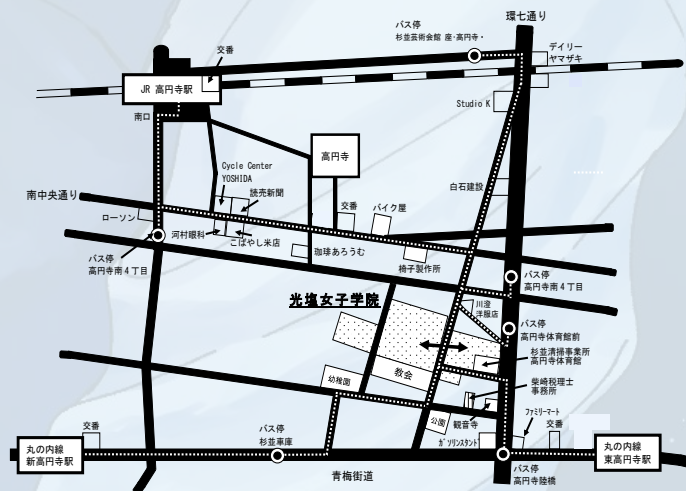 環七通り
バス停
杉並芸術会館 座・高円寺・
デイリー
ヤマザキ
交番
JR 高円寺駅
南口
Studio K
高円寺
Cycle Center
YOSHIDA
読売新聞
白石建設
南中央通り
ローソン
交番
バイク屋
河村眼科
こばやし米店
珈琲あろうむ
椅子製作所
バス停
高円寺南4丁目
バス停
高円寺南4丁目
光塩女子学院
川澄
洋服店
バス停
高円寺体育館前
杉並清掃事業所
高円寺体育館
教会
幼稚園
柴崎税理士
事務所
公園
観音寺
ファミリーマート
交番
バス停
杉並車庫
ガソリンスタンド
交番
丸の内線
新高円寺駅
丸の内線
東高円寺駅
青梅街道
バス停
高円寺陸橋